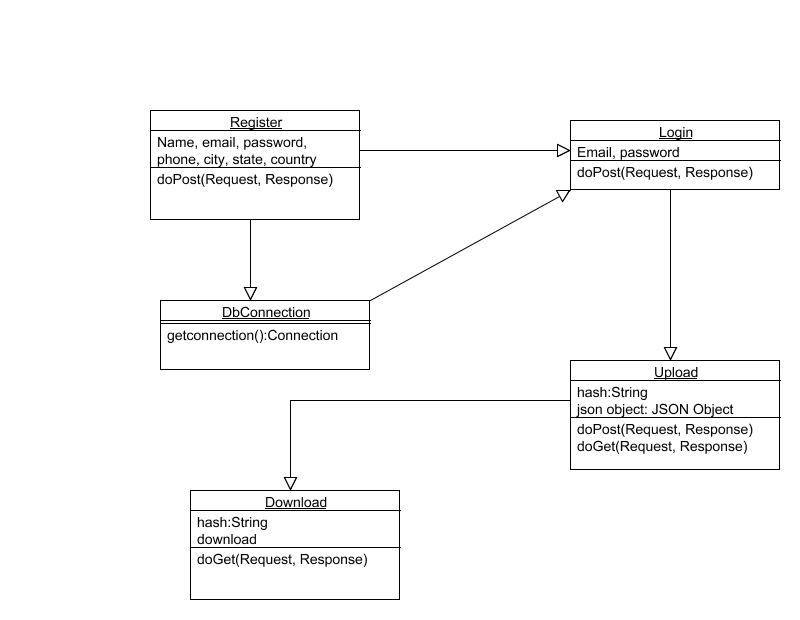 Register
Name, email, password,
phone, city, state, country
doPost(Request, Response)
Login
Email, password
doPost(Request, Response)
DbConnection
getconnection():Connection
Upload
hash:String
json object: JSON Object
doPost(Request, Response)
doGet(Request, Response)
Download
hash:String
download
doGet(Request, Response)